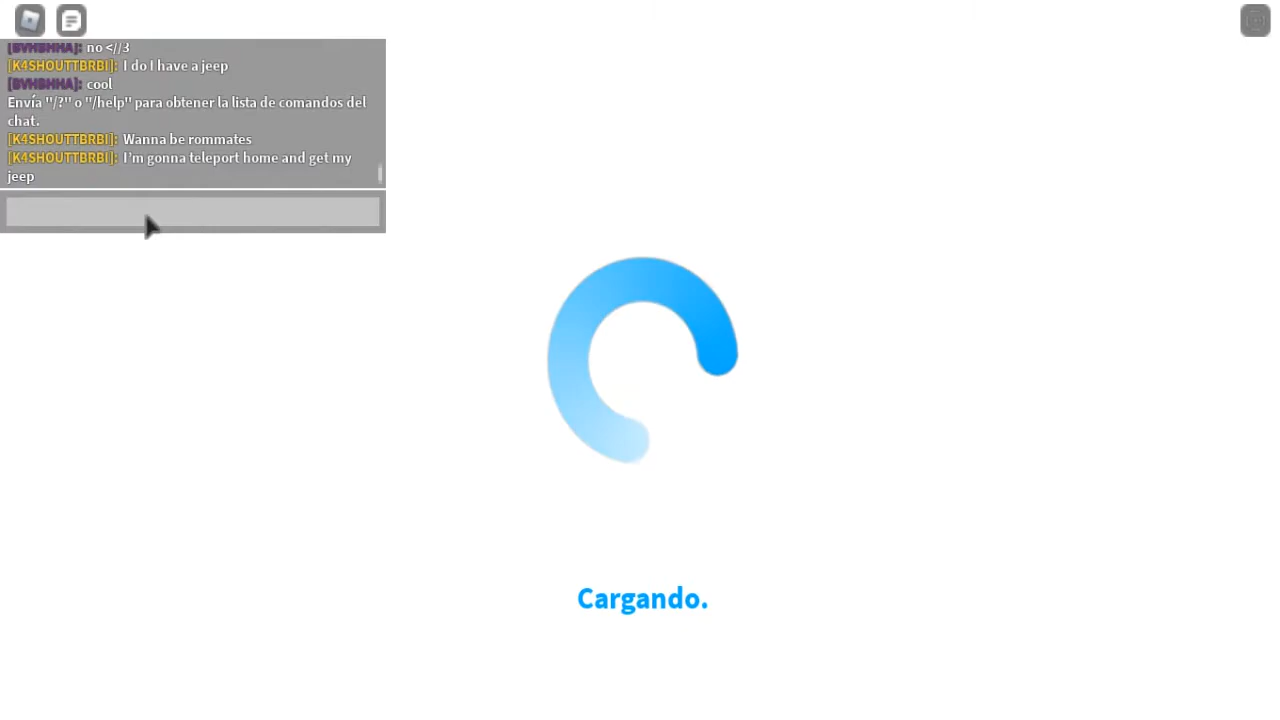 [BVHBHHA]: no <//3
[K4SHOUTTBRBI]: I do I have a jeep
[BVHBHHA]: cool
Envía "/?" o "/help" para obtener la lista de comandos del
chat.
[K4SHOUTTBRBI]: Wanna be rommates
[K4SHOUTTBRBI]: I'm gonna teleport home and get my
jeep
Cargando.